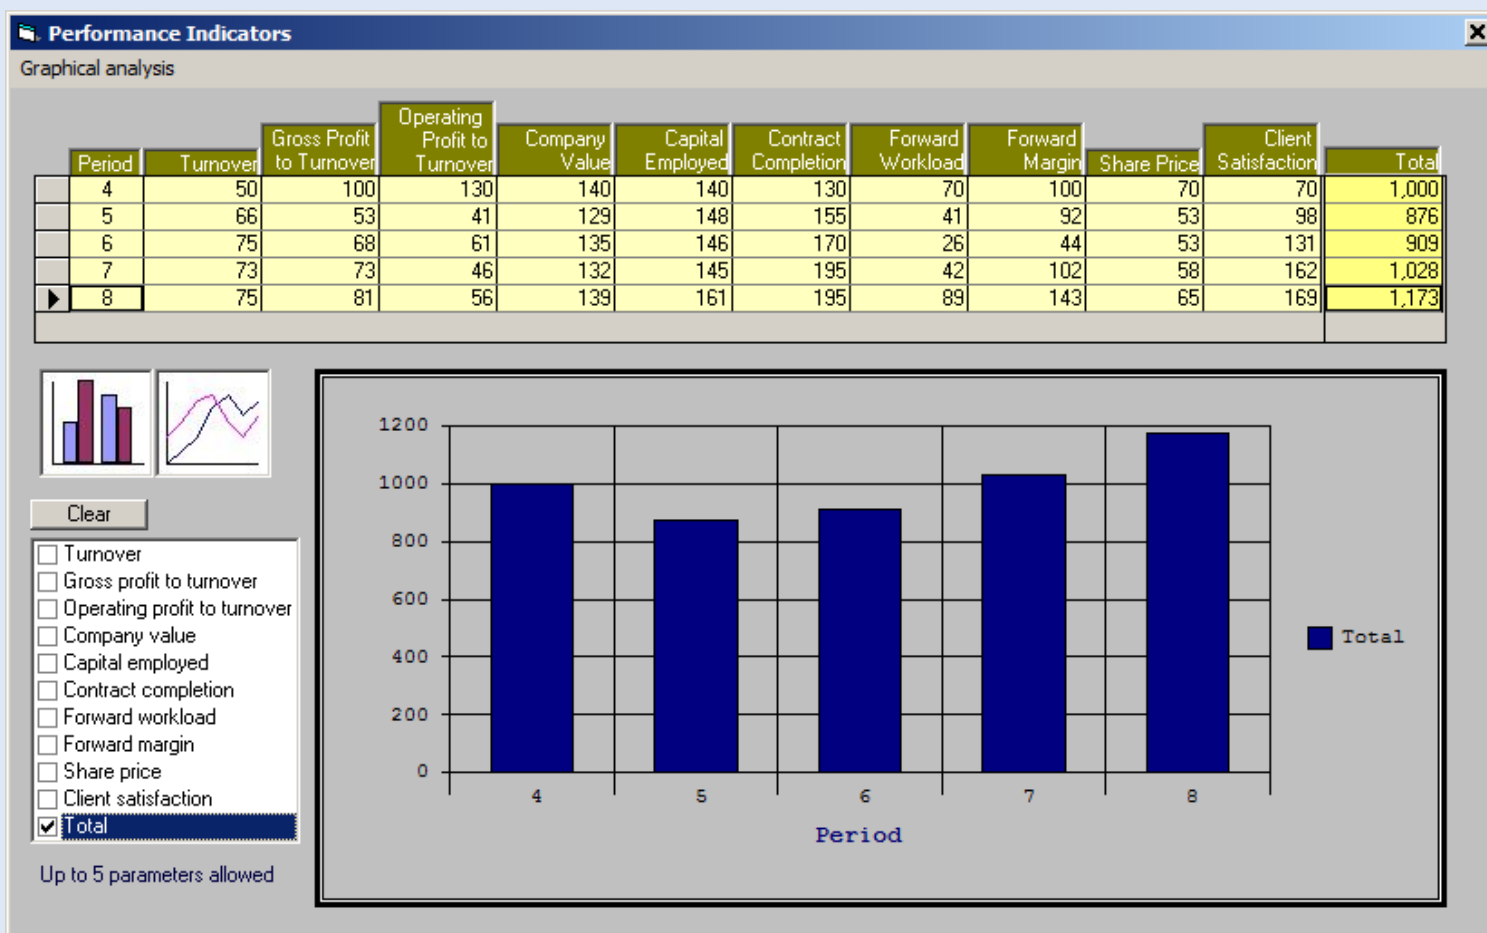 Performance Indicators
Graphical analysis
Period Turnover Gross Profit to Turnover Operating Profit to Turnover Company Value Capital Employed Contract Completion Forward Workload Forward Margin Share Price Client Satisfaction Total
4 50 100 130 140 140 130 70 100 70 70 1,000
5 66 53 41 129 148 155 41 92 53 98 876
6 75 68 61 135 146 170 26 44 53 131 909
7 73 73 46 132 145 195 42 102 58 162 1,028
8 75 81 56 139 161 195 89 143 65 169 1,173
Clear
Turnover
Gross profit to turnover
Operating profit to turnover
Company value
Capital employed
Contract completion
Forward workload
Forward margin
Share price
Client satisfaction
Total
Up to 5 parameters allowed
1200
1000
800
600
400
200
0
4 5 6 7 8
Period
Total